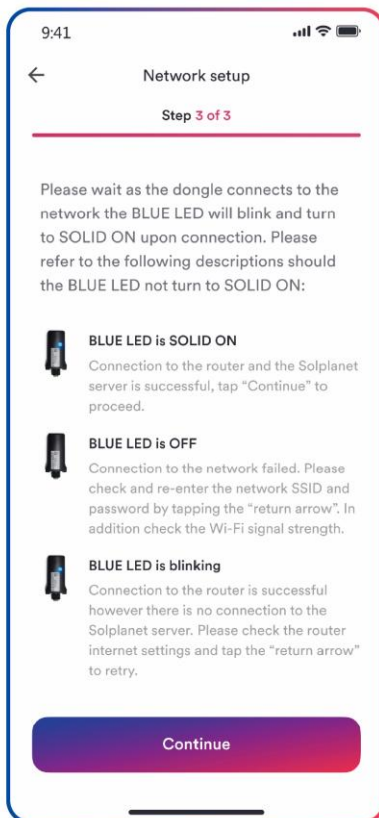 9:41
Network setup
Step 3 of 3
Please wait as the dongle connects to the
network the BLUE LED will blink and turn
to SOLID ON upon connection. Please
refer to the following descriptions should
the BLUE LED not turn to SOLID ON:
BLUE LED is SOLID ON
Connection to the router and the Solplanet
server is successful, tap “Continue” to
proceed.
BLUE LED is OFF
Connection to the network failed. Please
check and re-enter the network SSID and
password by tapping the “return arrow”. In
addition check the Wi-Fi signal strength.
BLUE LED is blinking
Connection to the router is successful
however there is no connection to the
Solplanet server. Please check the router
internet settings and tap the “return arrow”
to retry.
Continue